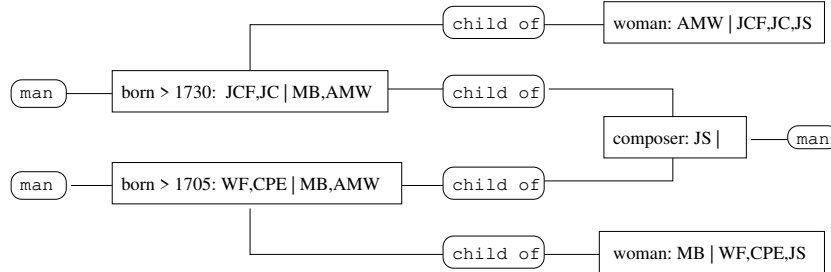 child of
woman: AMW | JCF,JC,JS
man
born > 1730: JCF,JC | MB,AMW
child of
composer: JS |
man
man
born > 1705: WF,CPE | MB,AMW
child of
child of
woman: MB | WF,CPE,JS